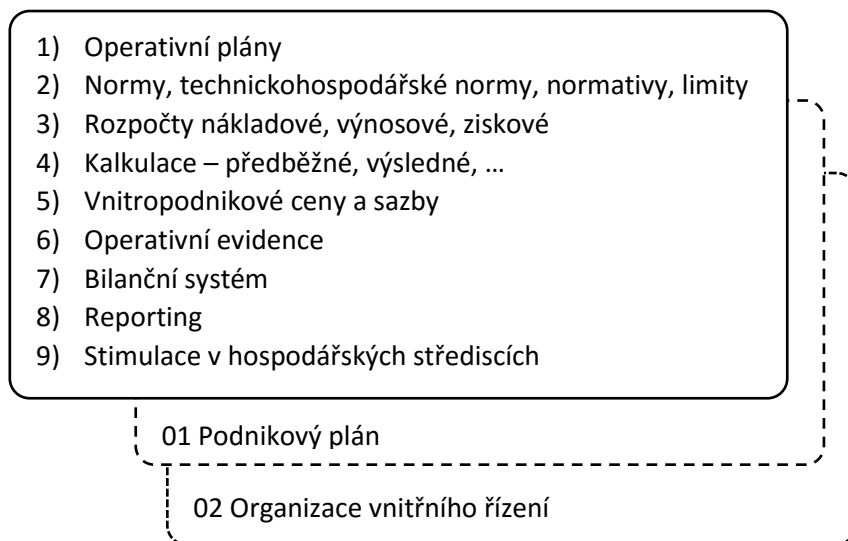 1) Operativní plány
2) Normy, technickohospodářské normy, normativy, limity
3) Rozpočty nákladové, výnosové, ziskové
4) Kalkulace – předběžné, výsledné, …
5) Vnitropodnikové ceny a sazby
6) Operativní evidence
7) Bilanční systém
8) Reporting
9) Stimulace v hospodářských střediscích
01 Podnikový plán
02 Organizace vnitřního řízení